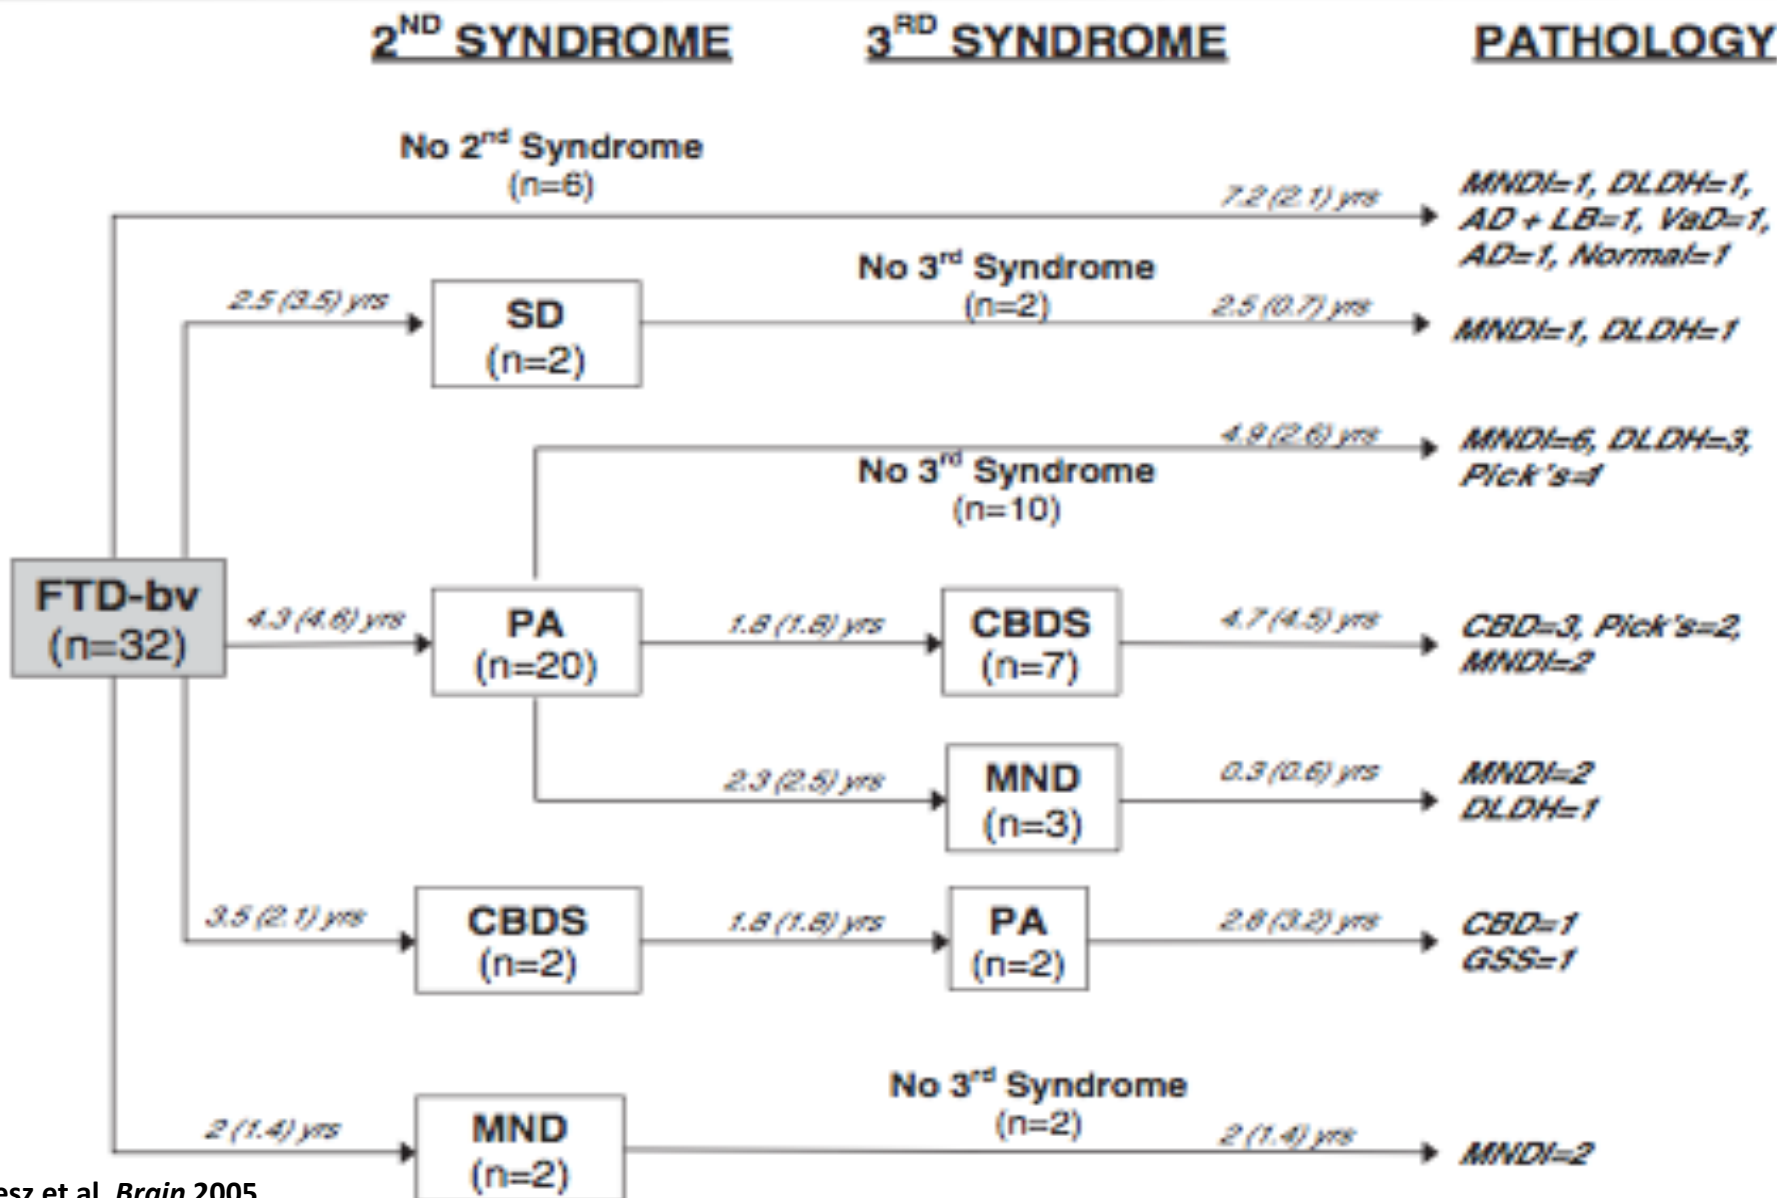 2ND SYNDROME
3RD SYNDROME
PATHOLOGY
No 2nd Syndrome
(n=6)
7.2 (2.1) yrs
MNDI=1, DLDH=1,
AD + LB=1, VaD=1,
AD=1, Normal=1
2.5 (3.5) yrs
SD
(n=2)
No 3rd Syndrome
(n=2)
2.5 (0.7) yrs
MNDI=1, DLDH=1
4.9 (2.6) yrs
No 3rd Syndrome
(n=10)
MNDI=6, DLDH=3,
Pick's=1
FTD-bv
(n=32)
4.3 (4.6) yrs
PA
(n=20)
1.8 (1.8) yrs
CBDS
(n=7)
4.7 (4.5) yrs
CBD=3, Pick's=2,
MNDI=2
2.3 (2.5) yrs
MND
(n=3)
0.3 (0.6) yrs
MNDI=2
DLDH=1
3.5 (2.1) yrs
CBDS
(n=2)
1.8 (1.8) yrs
PA
(n=2)
2.8 (3.2) yrs
CBD=1
GSS=1
2 (1.4) yrs
MND
(n=2)
No 3rd Syndrome
(n=2)
2 (1.4) yrs
MNDI=2
et al. Brain 2005